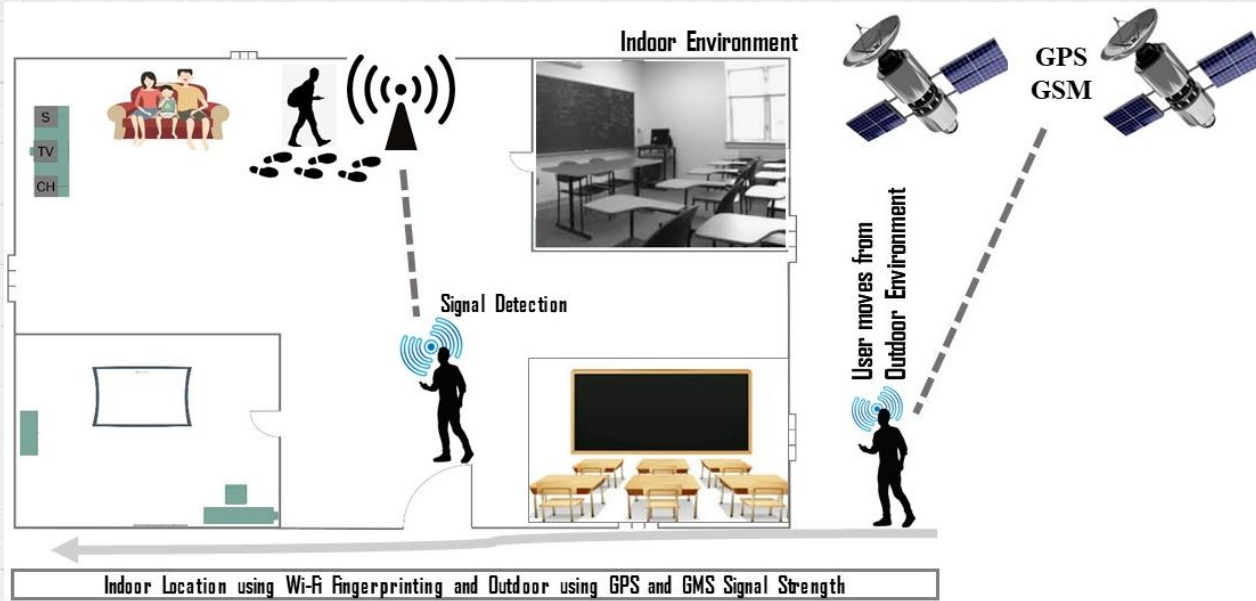 Indoor Environment
GPS
GSM
S
TV
CH
User moves from
Outdoor Environment
Signal Detection
Indoor Location using Wi-Fi Fingerprinting and Outdoor using GPS and GMS Signal Strength